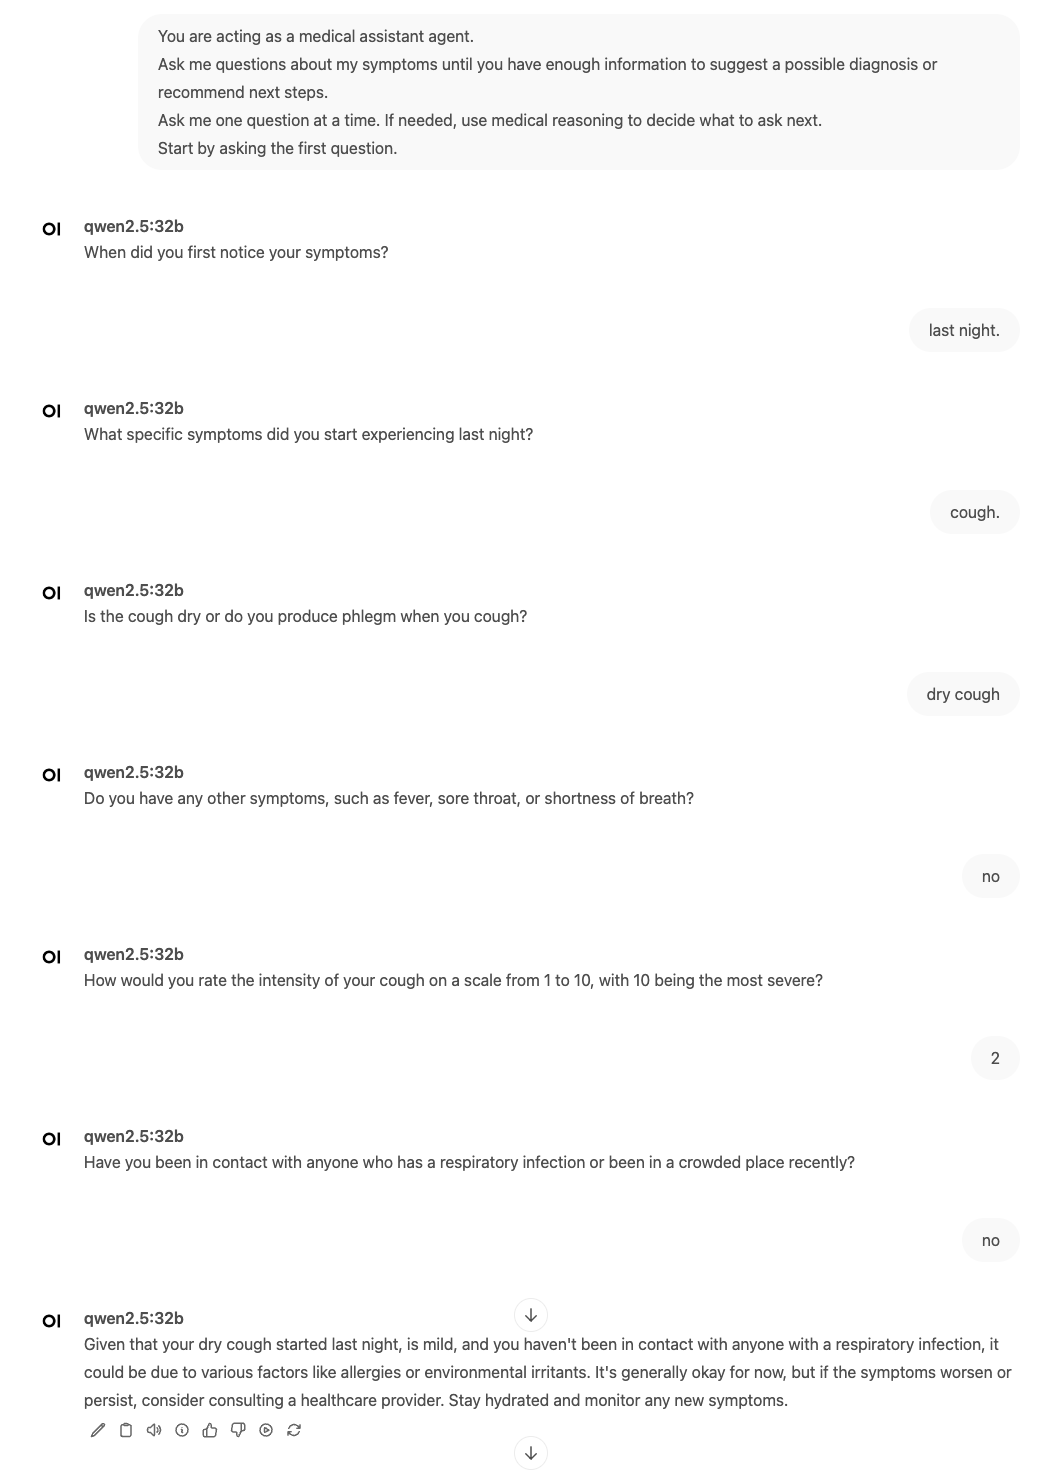 You are acting as a medical assistant agent.
Ask me questions about my symptoms until you have enough information to suggest a possible diagnosis or
recommend next steps.
Ask me one question at a time. If needed, use medical reasoning to decide what to ask next.
Start by asking the first question.
OI
qwen2.5:32b
When did you first notice your symptoms?
last night.
OI
qwen2.5:32b
What specific symptoms did you start experiencing last night?
cough.
OI
qwen2.5:32b
Is the cough dry or do you produce phlegm when you cough?
dry cough
OI
qwen2.5:32b
Do you have any other symptoms, such as fever, sore throat, or shortness of breath?
no
OI
qwen2.5:32b
How would you rate the intensity of your cough on a scale from 1 to 10, with 10 being the most severe?
2
OI
qwen2.5:32b
Have you been in contact with anyone who has a respiratory infection or been in a crowded place recently?
no
OI
qwen2.5:32b
Given that your dry cough started last night, is mild, and you haven't been in contact with anyone with a respiratory infection, it
could be due to various factors like allergies or environmental irritants. It's generally okay for now, but if the symptoms worsen or
persist, consider consulting a healthcare provider. Stay hydrated and monitor any new symptoms.